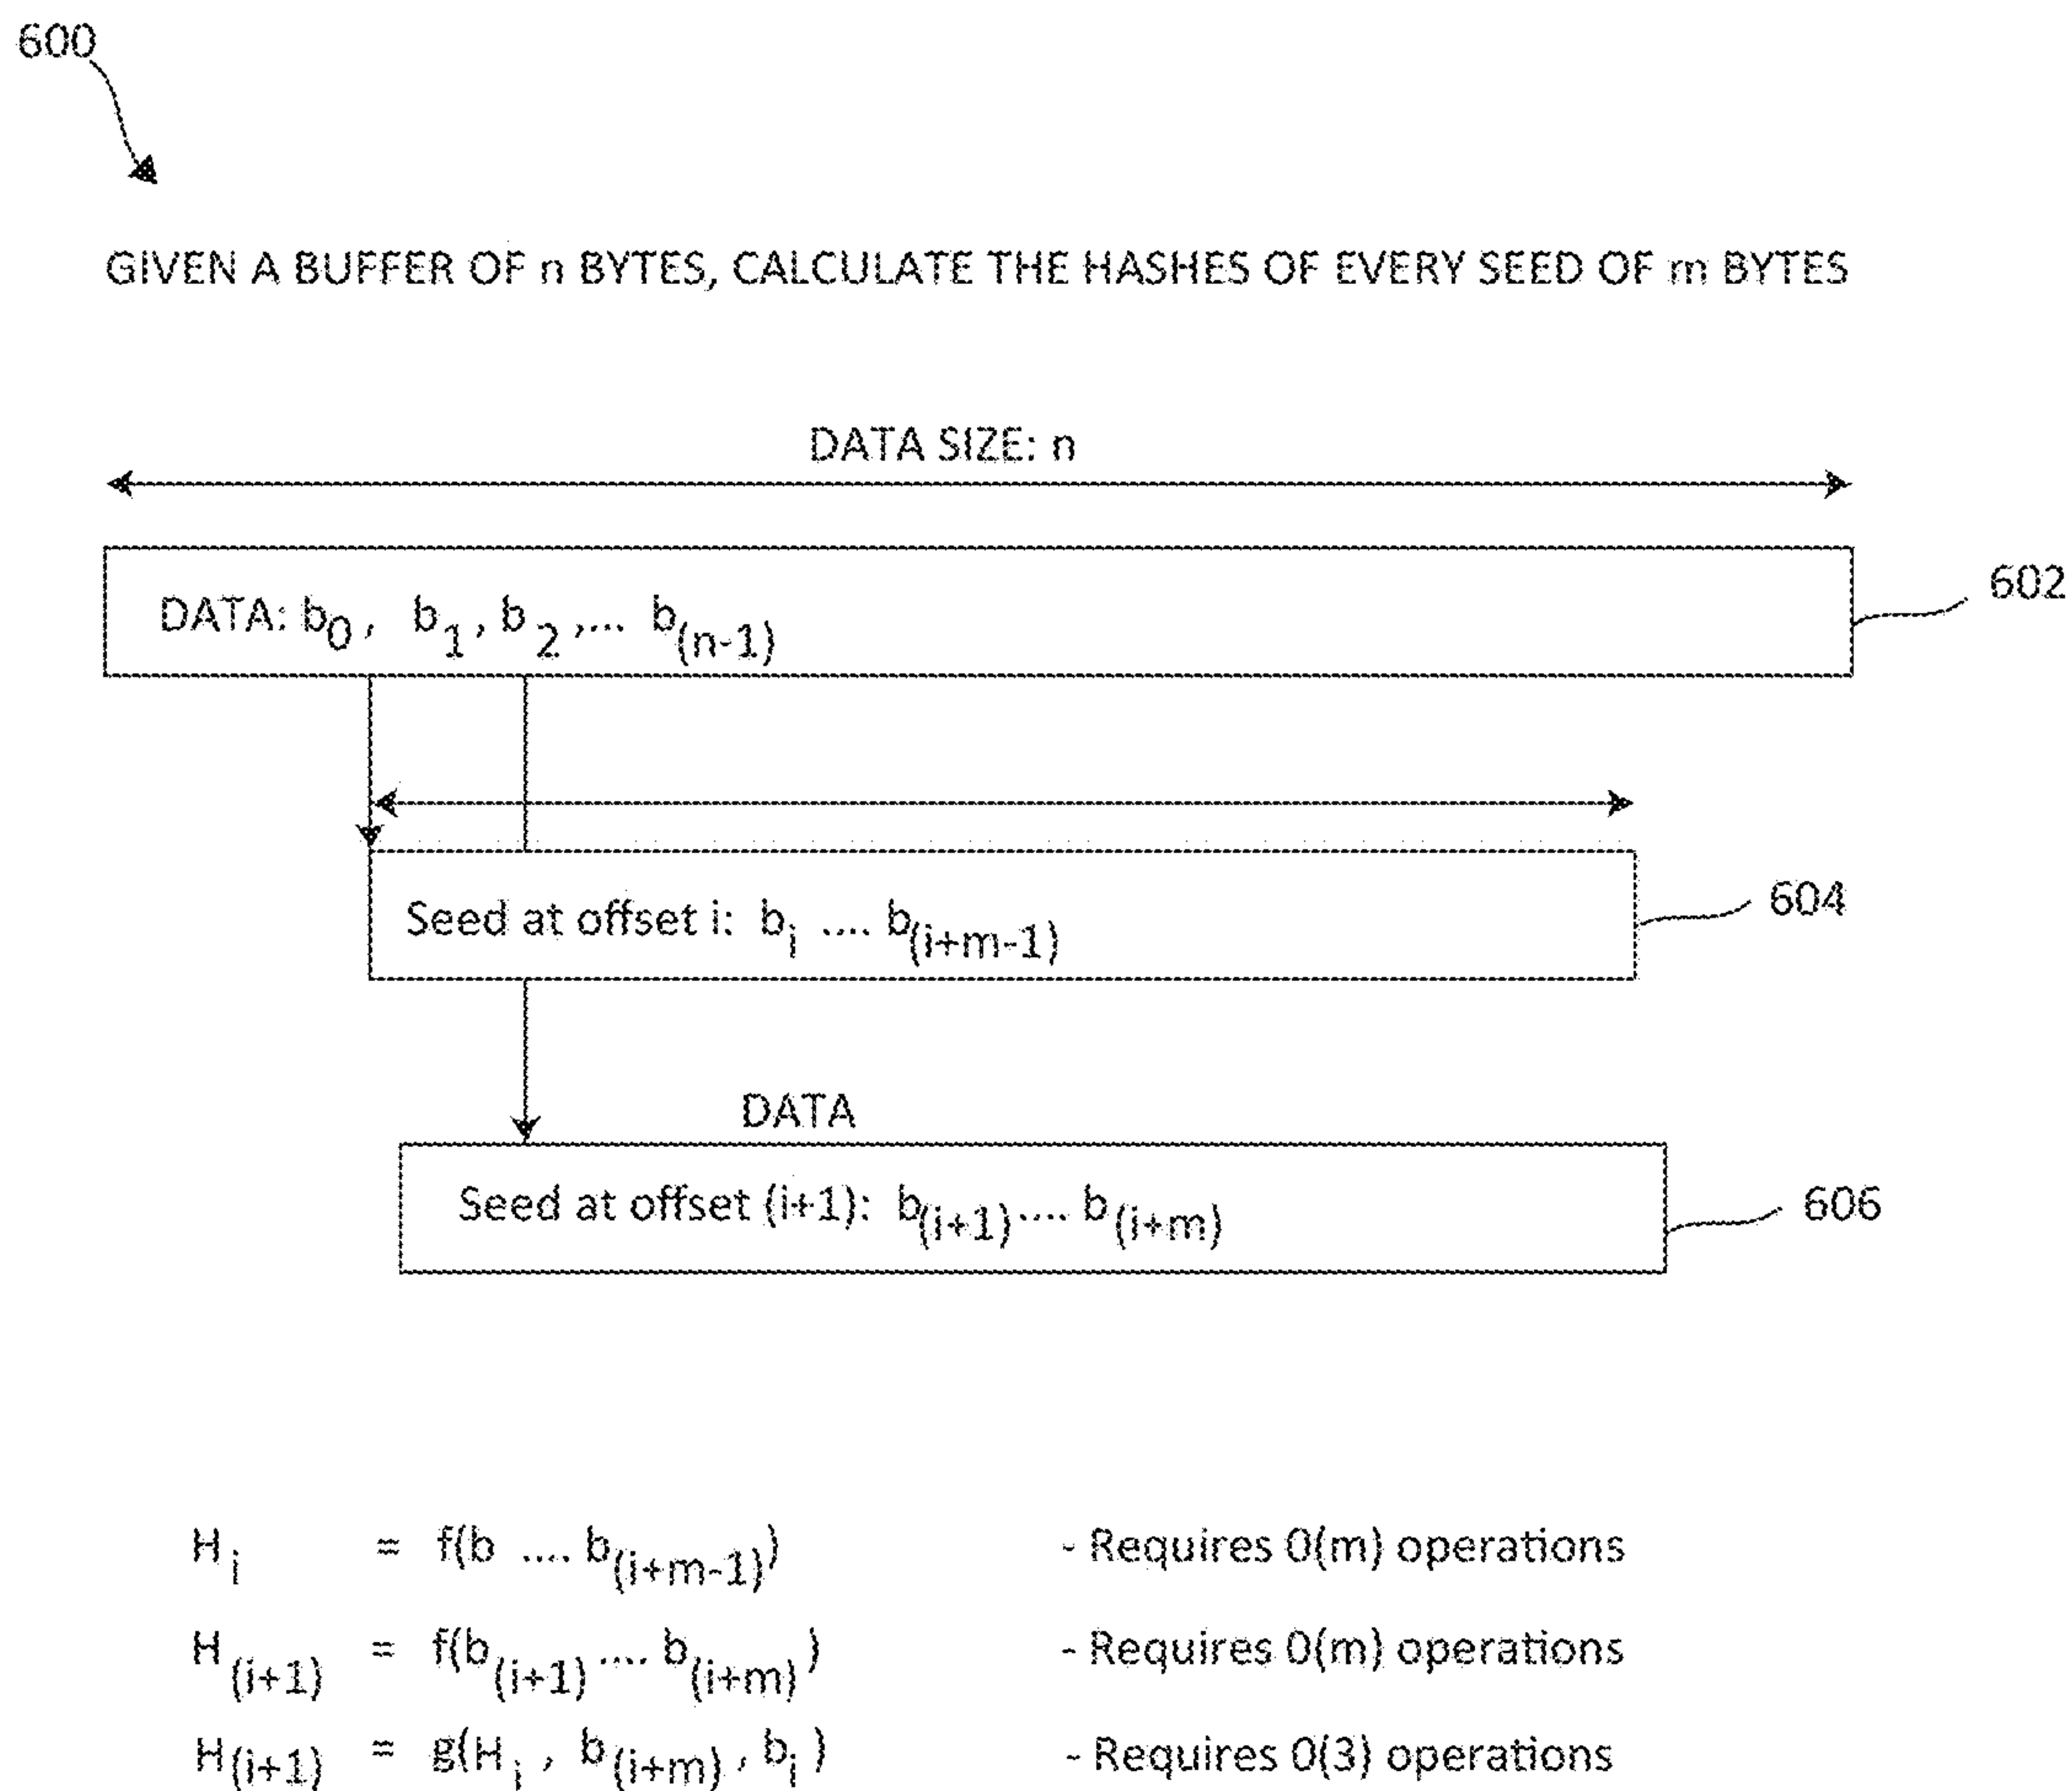 600
GIVEN A BUFFER OF n BYTES, CALCULATE THE HASHES OF EVERY SEED OF m BYTES
DATA SIZE: n
602
DATA: b0, b1, b2,... b(n-1)
604
Seed at offset i: bi .... b(i+m-1)
DATA
606
Seed at offset (i+1): b(i+1).... b(i+m)
Hi = f(b .... b(i+m-1)) - Requires 0(m) operations
H(i+1) = f(b(i+1).... b(i+m)) - Requires 0(m) operations
H(i+1) = g(Hi, b(i+m), bi) - Requires 0(3) operations